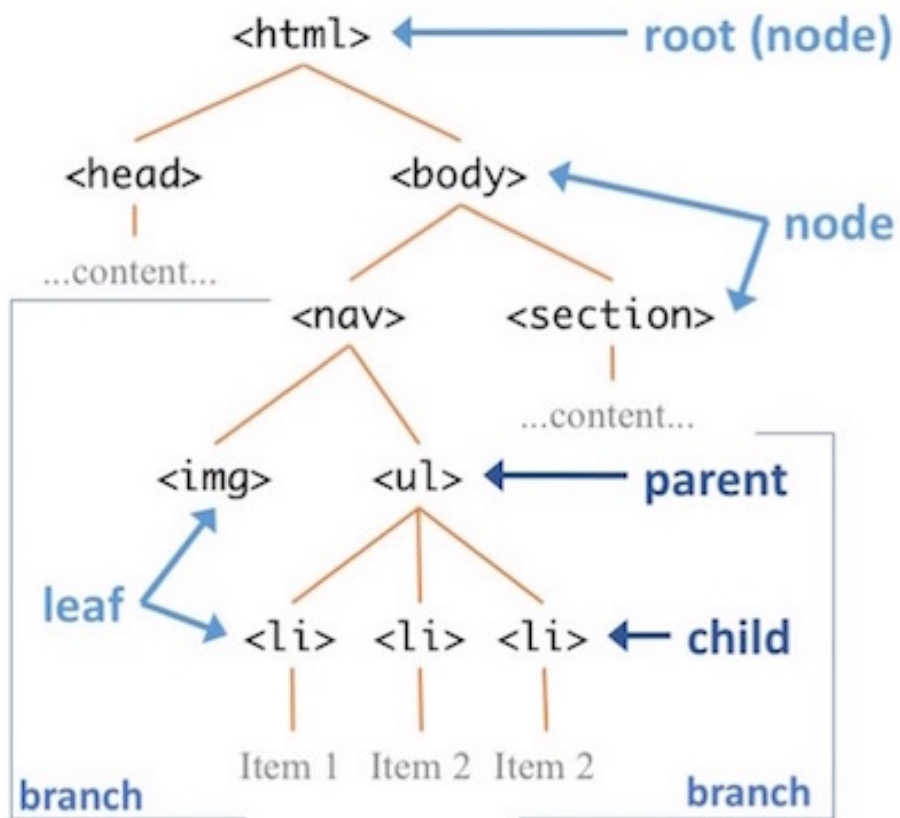 <html> root (node)
<head> <body>
node
...content...
<nav> <section>
...content...
<img> <ul> parent
leaf
<li> <li> <li> child
Item 1 Item 2 Item 2
branch branch